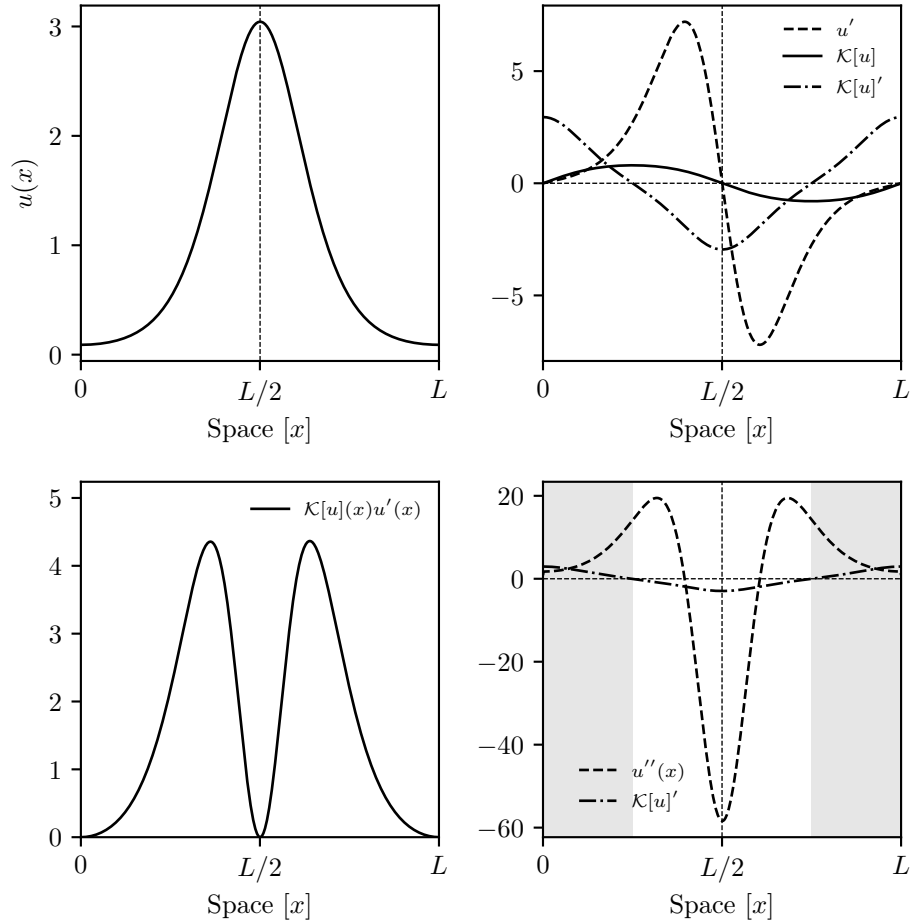 u(x)
3
2
1
0
0 L/2 L
Space [x]
u′
𝒦[u]
𝒦[u]′
5
0
−5
0 L/2 L
Space [x]
𝒦[u](x)u′(x)
5
4
3
2
1
0
0 L/2 L
Space [x]
20
0
−20
−40
−60
u′′(x)
𝒦[u]′
0 L/2 L
Space [x]